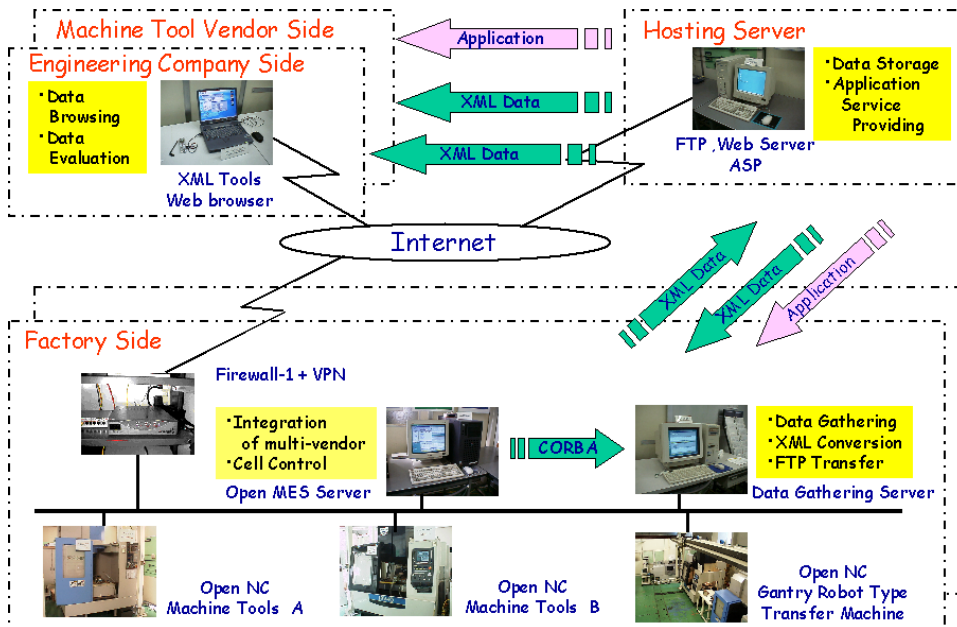 Machine Tool Vendor Side
Engineering Company Side
・Data
Browsing
・Data
Evaluation
XML Tools
Web browser
Application
XML Data
XML Data
Hosting Server
・Data Storage
・Application
Service
Providing
FTP ,Web Server
ASP
Internet
XML Data
XML Data
Application
Factory Side
Firewall-1 + VPN
・Integration
of multi-vendor
・Cell Control
Open MES Server
CORBA
・Data Gathering
・XML Conversion
・FTP Transfer
Data Gathering Server
Open NC
Machine Tools A
Open NC
Machine Tools B
Open NC
Gantry Robot Type
Transfer Machine